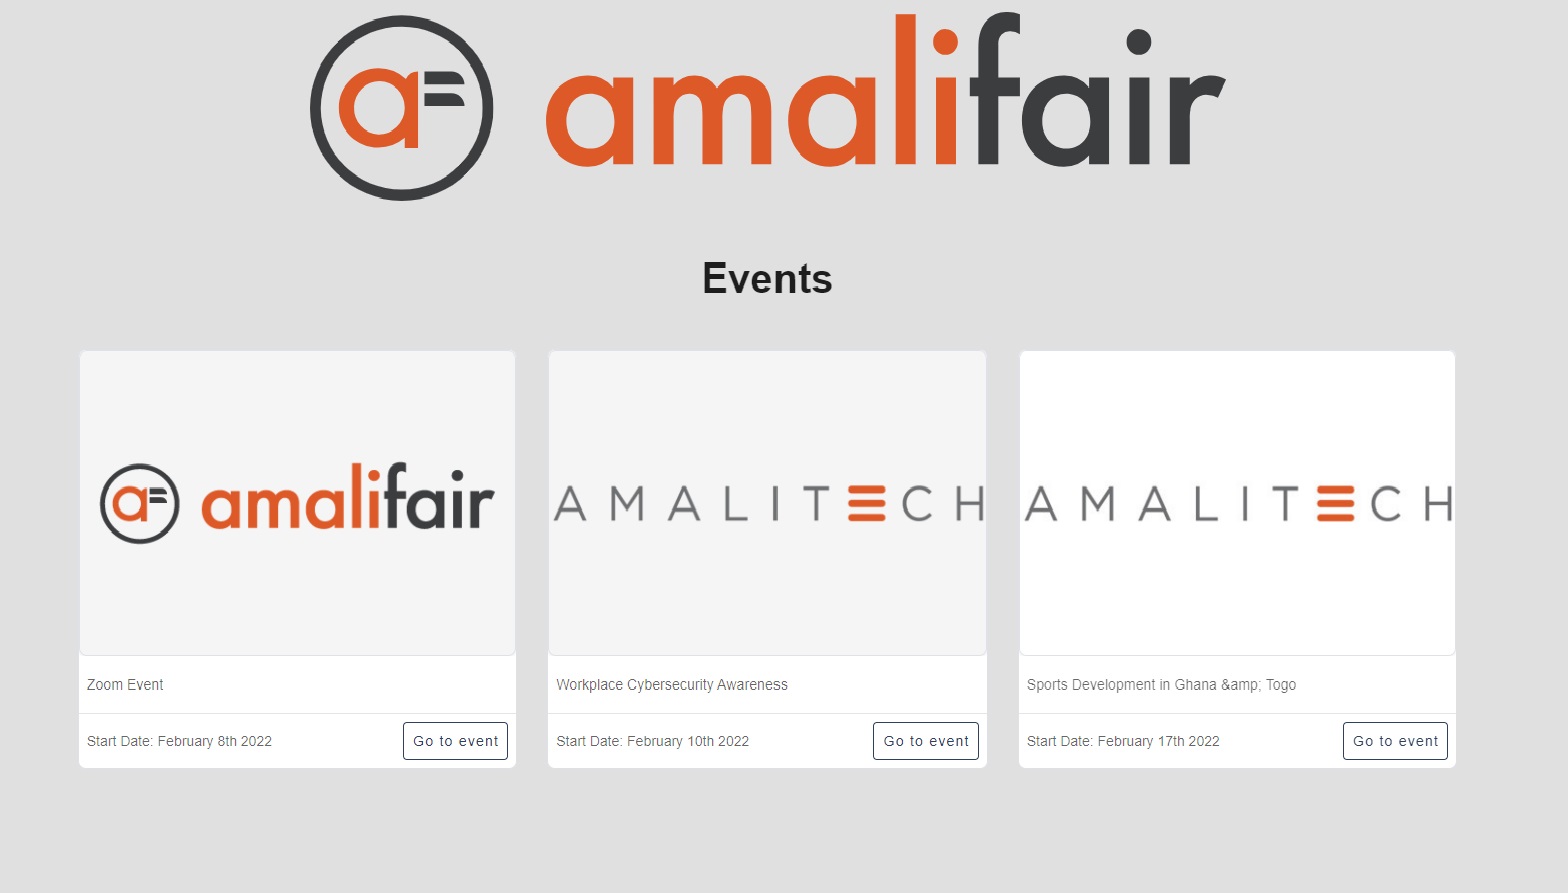 amalifair
Events
amalifair
AMALITECH
AMALITECH
Zoom Event
Workplace Cybersecurity Awareness
Sports Development in Ghana &amp; Togo
Start Date: February 8th 2022
Go to event
Start Date: February 10th 2022
Go to event
Start Date: February 17th 2022
Go to event